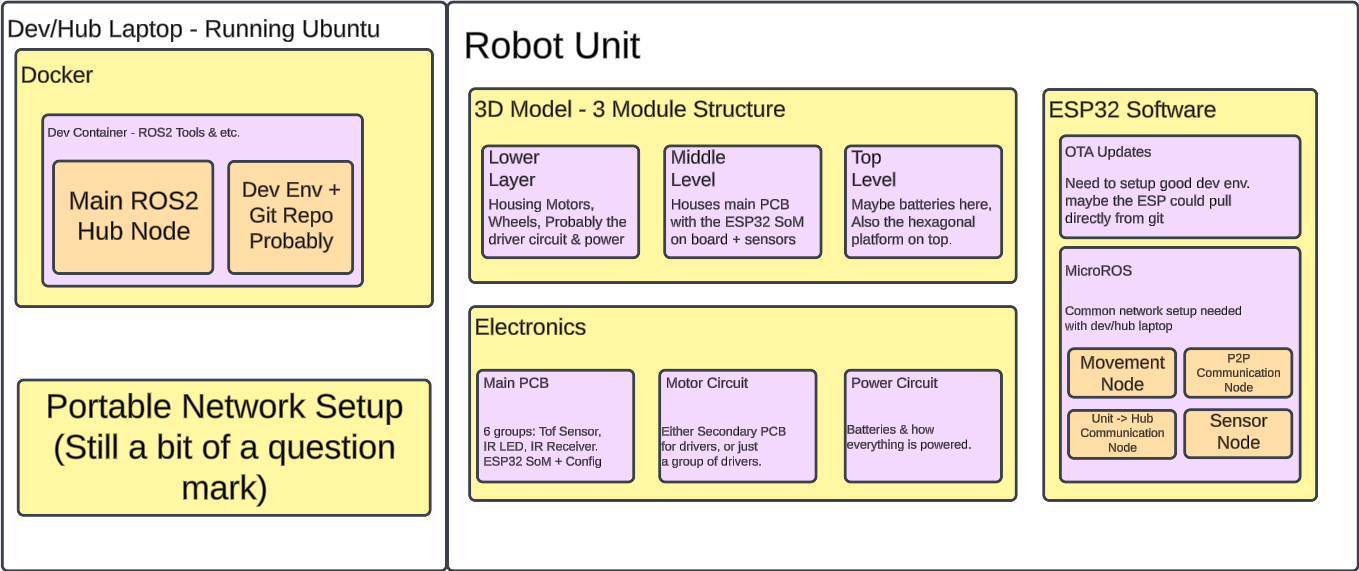 Dev/Hub Laptop - Running Ubuntu
Docker
Dev Container - ROS2 Tools & etc.
Main ROS2
Hub Node
Dev Env +
Git Repo
Probably
Portable Network Setup
(Still a bit of a question
mark)
Robot Unit
3D Model - 3 Module Structure
Lower
Layer
Housing Motors,
Wheels, Probably the
driver circuit & power
Middle
Level
Houses main PCB
with the ESP32 SoM
on board + sensors
Top
Level
Maybe batteries here,
Also the hexagonal
platform on top.
Electronics
Main PCB
6 groups: Tof Sensor,
IR LED, IR Receiver.
ESP32 SoM + Config
Motor Circuit
Either Secondary PCB
for drivers, or just
a group of drivers.
Power Circuit
Batteries & how
everything is powered.
ESP32 Software
OTA Updates
Need to setup good dev env.
maybe the ESP could pull
directly from git
MicroROS
Common network setup needed
with dev/hub laptop
Movement
Node
P2P
Communication
Node
Unit -> Hub
Communication
Node
Sensor
Node